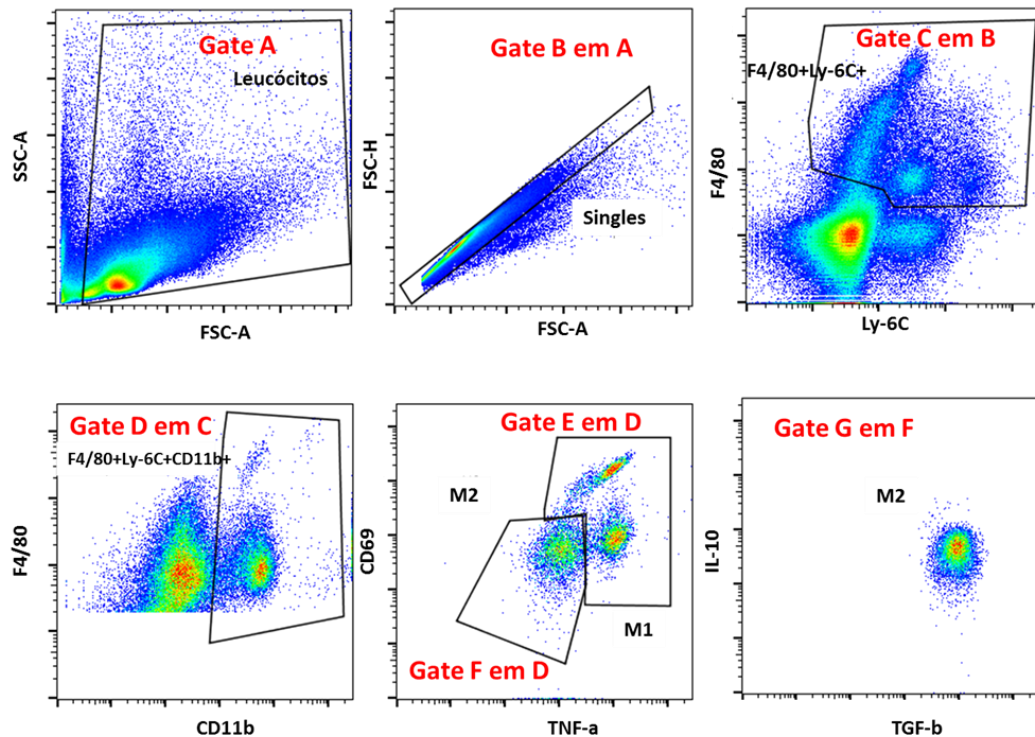 Gate A
Leucócitos
SSC-A
FSC-A
Gate B em A
Singles
FSC-H
FSC-A
Gate C em B
F4/80+Ly-6C+
F4/80
Ly-6C
Gate D em C
F4/80+Ly-6C+CD11b+
F4/80
CD11b
Gate E em D
M2
M1
Gate F em D
CD69
TNF-a
Gate G em F
M2
IL-10
TGF-b